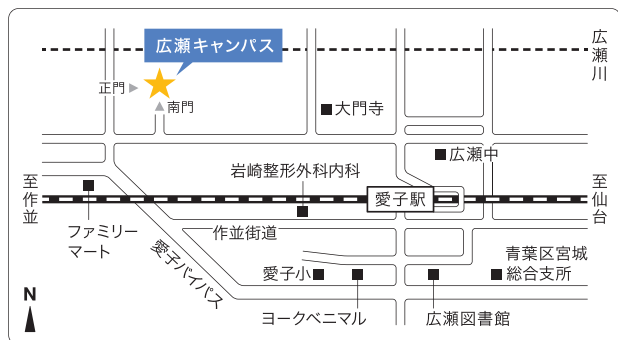 広瀬キャンパス
広瀬川
正門
南門
大門寺
広瀬中
岩崎整形外科内科
至作並
愛子駅
至仙台
ファミリー
マート
愛子バイパス
作並街道
青葉区宮城
総合支所
愛子小
ヨークベニマル
広瀬図書館
N